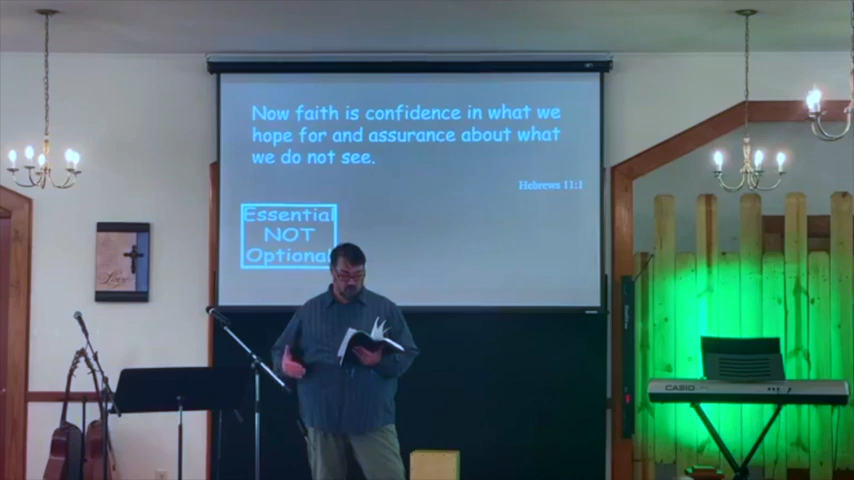 Now faith is confidence in what we
hope for and assurance about what
we do not see.
Hebrews 11:1
Essential
NOT
Optional
CASIO